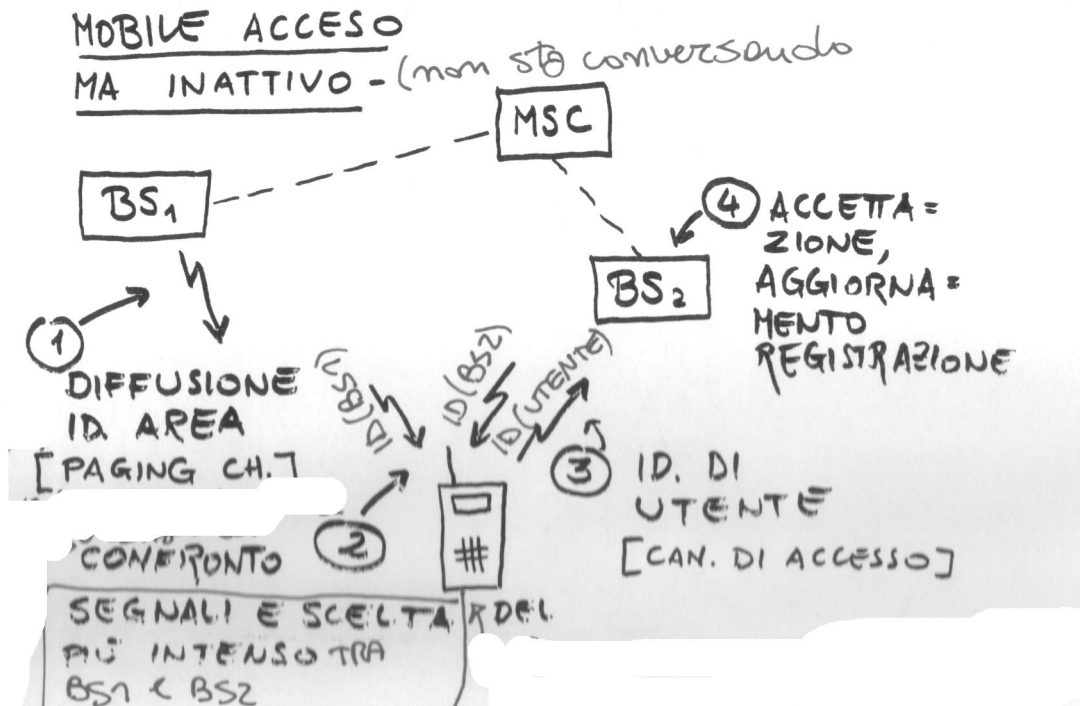 MOBILE ACCESO
MA INATTIVO - (non sto conversando
MSC
BS1
BS2
4 ACCETTA=
ZIONE,
AGGIORNA=
MENTO
REGISTRAZIONE
1
DIFFUSIONE
ID. AREA
[PAGING CH.]
ID(BS1)
ID(BS2)
ID(UTENTE)
2
CONFRONTO
SEGNALI E SCELTA DEL
PIÙ INTENSO TRA
BS1 e BS2
3
ID. DI
UTENTE
[CAN. DI ACCESSO]